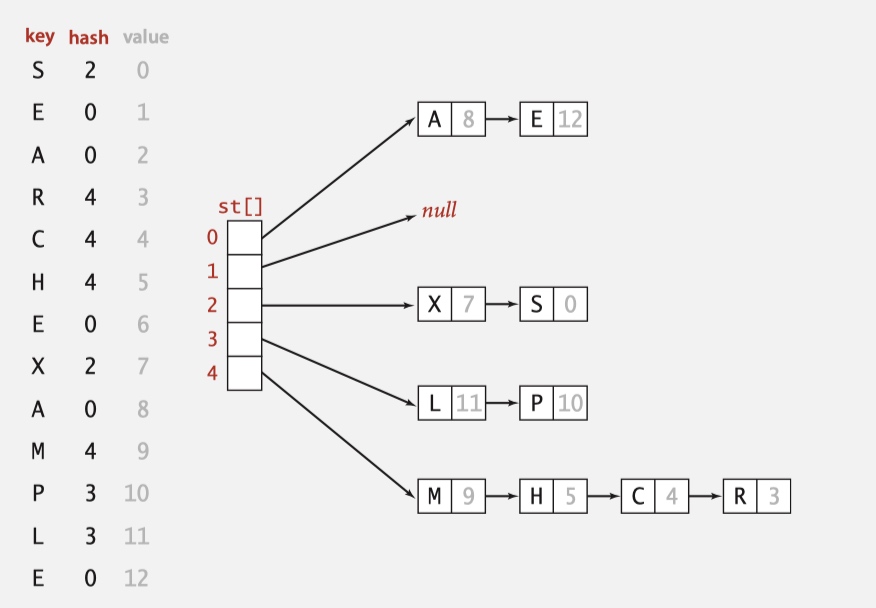 key hash value
S 2 0
E 0 1
A 0 2
R 4 3
C 4 4
H 4 5
E 0 6
X 2 7
A 0 8
M 4 9
P 3 10
L 3 11
E 0 12
st[]
0
1
2
3
4
A 8 E 12
null
X 7 S 0
L 11 P 10
M 9 H 5 C 4 R 3